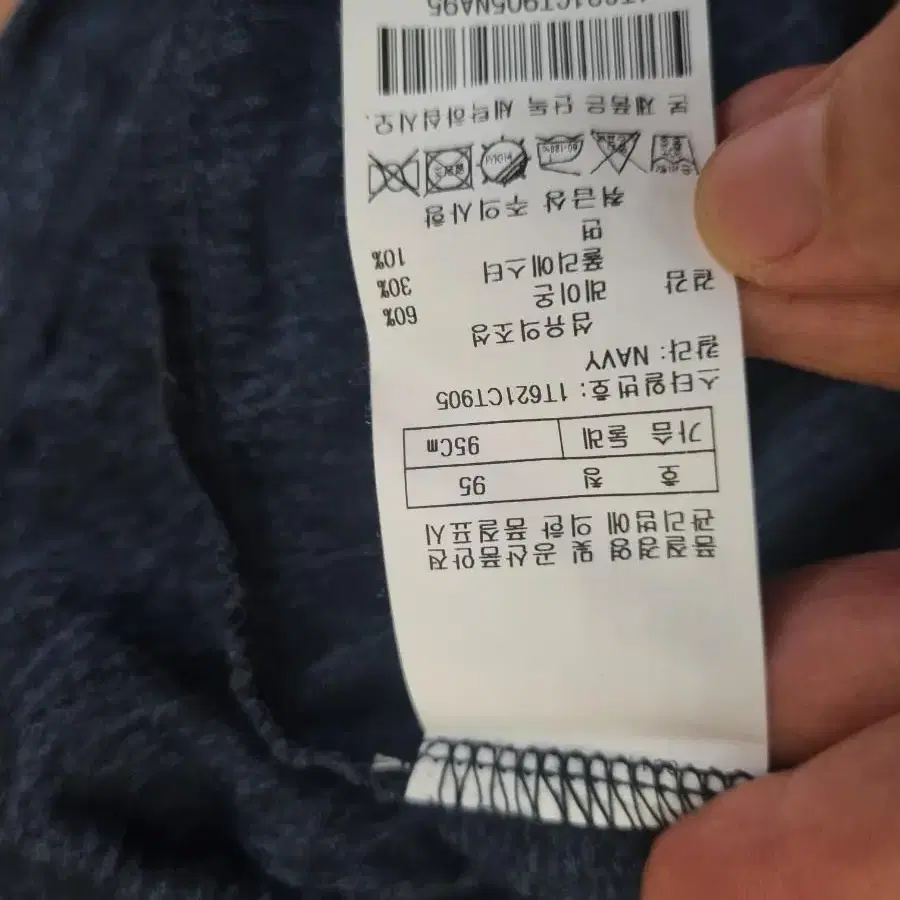 품질경영 및 공산품안전
관리법에 의한 품질표시
호 칭 95
가슴 둘레 95Cm
스타일번호: 1T621CT905
칼라: NAVY
섬유의조성
겉감 레이온 60%
폴리에스터 30%
면 10%
취급상 주의사항
본 제품은 단독 세탁하십시오.
1T621CT905NA95